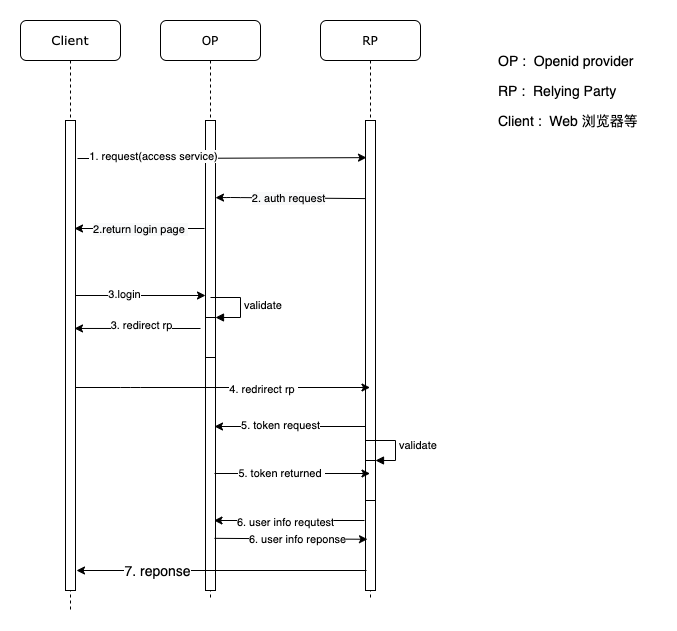 Client
OP
RP
OP : Openid provider
RP : Relying Party
Client : Web 浏览器等
1. request(access service)
2. auth request
2.return login page
3.login
validate
3. redirect rp
4. redrirect rp
5. token request
validate
5. token returned
6. user info requtest
6. user info reponse
7. reponse